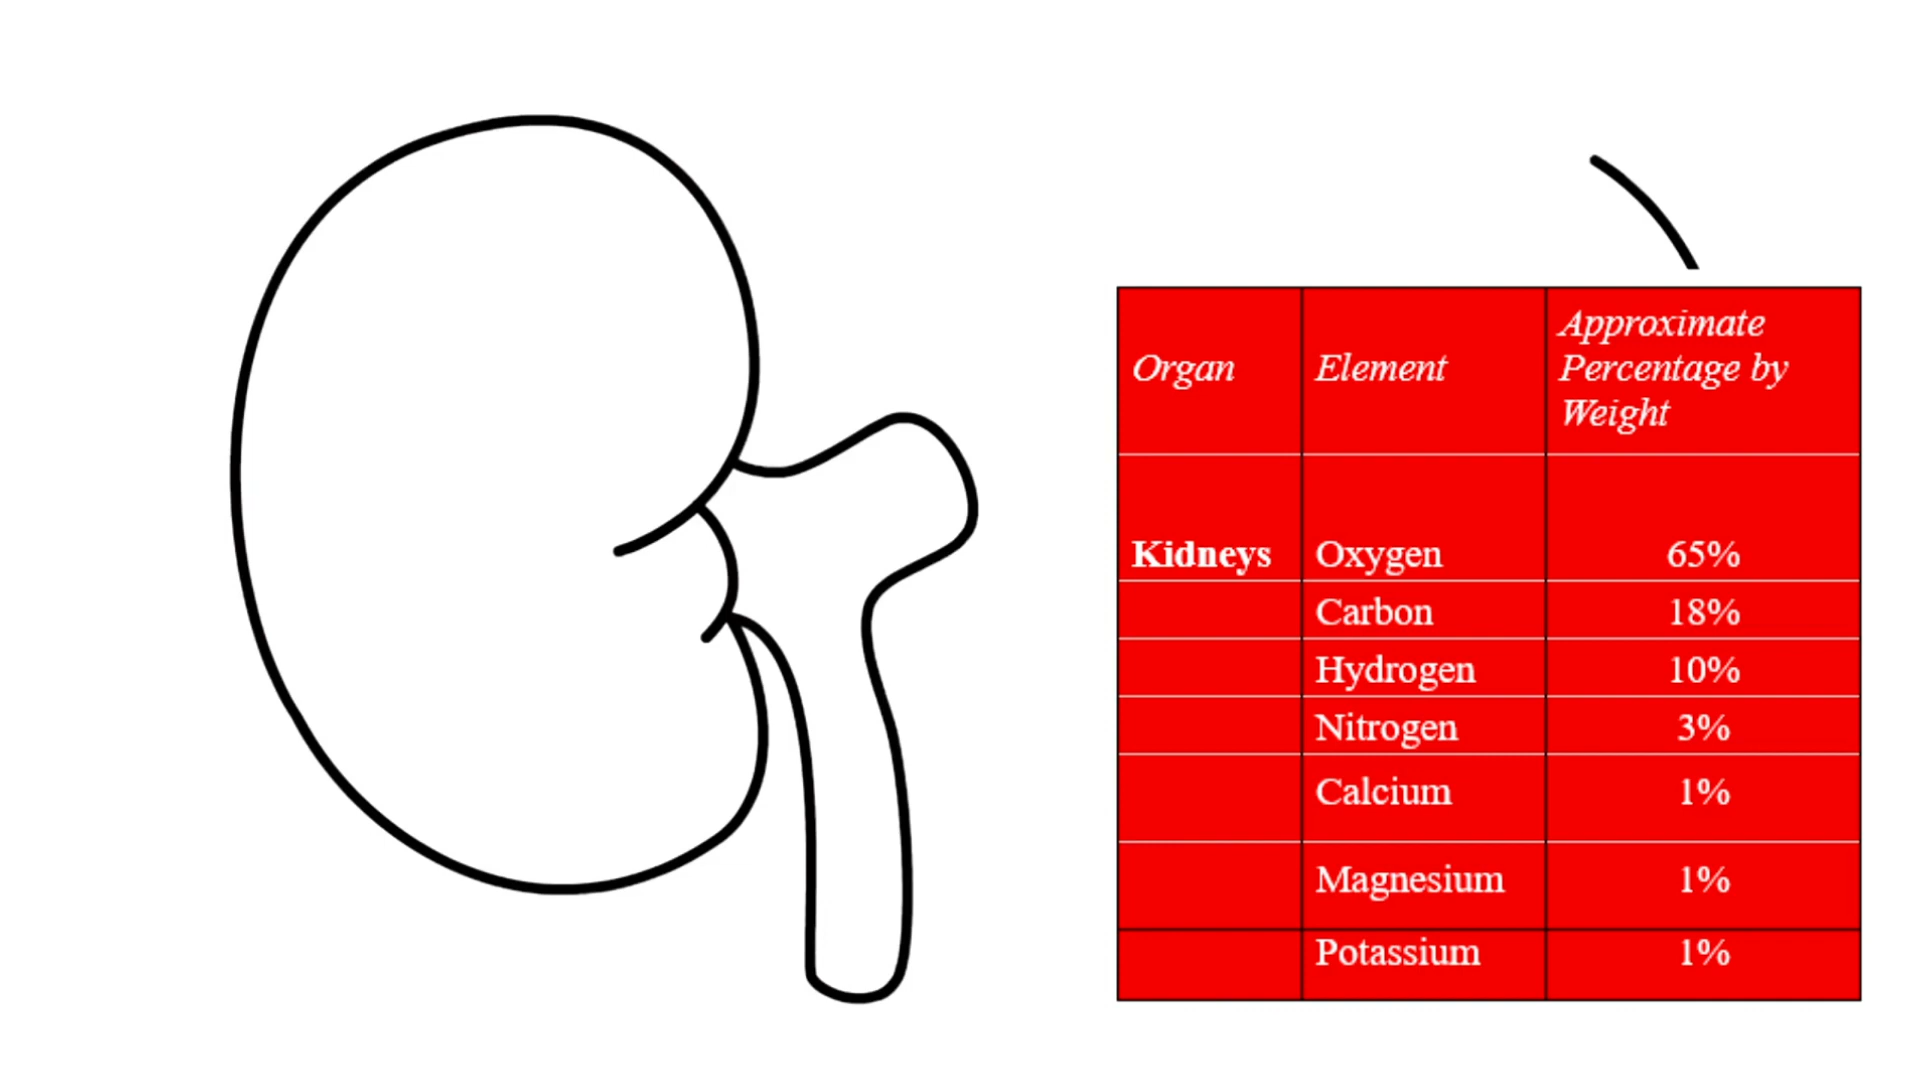 Organ Element Approximate Percentage by Weight
Kidneys Oxygen 65%
Carbon 18%
Hydrogen 10%
Nitrogen 3%
Calcium 1%
Magnesium 1%
Potassium 1%